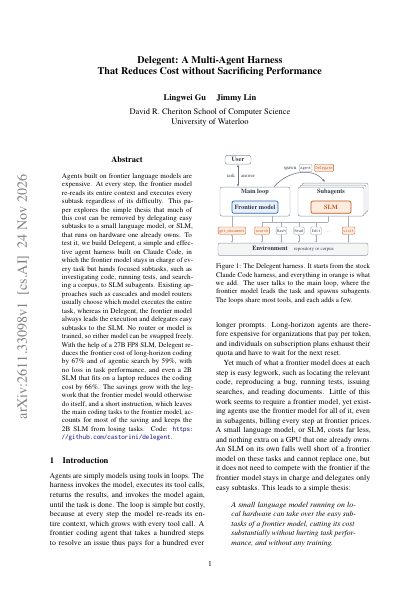 Delegent: A Multi-Agent Harness
That Reduces Cost without Sacrificing Performance
Lingwei Gu Jimmy Lin
David R. Cheriton School of Computer Science
University of Waterloo
arXiv:2611.33098v1 [cs.AI] 24 Nov 2026
Abstract
Agents built on frontier language models are
expensive. At every step, the frontier model
re-reads its entire context and executes every
subtask regardless of its difficulty. This pa-
per explores the simple thesis that much of
this cost can be removed by delegating easy
subtasks to a small language model, or SLM,
that runs on hardware one already owns. To
test it, we build Delegent, a simple and effec-
tive agent harness built on Claude Code, in
which the frontier model stays in charge of every
task but hands focused subtasks, such as
investigating code, running tests, and search-
ing a corpus, to SLM subagents. Existing ap-
proaches such as cascades and model routers
usually choose which model executes the entire
task, whereas in Delegent, the frontier model
always leads the execution and delegates easy
subtasks to the SLM. No router or model is
trained, so either model can be swapped freely.
With the help of a 27B FP8 SLM, Delegent re-
duces the frontier cost of long-horizon coding
by 67% and of agentic search by 59%, with
no loss in task performance, and even a 2B
SLM that fits on a laptop reduces the coding
cost by 66%. The savings grow with the leg-
work that the frontier model would otherwise
do itself, and a short instruction, which leaves
the main coding tasks to the frontier model, ac-
counts for most of the saving and keeps the
2B SLM from losing tasks. Code: https:
//github.com/castorini/delegent.
1 Introduction
Agents are simply models using tools in loops. The
harness invokes the model, executes its tool calls,
returns the results, and invokes the model again,
until the task is done. The loop is simple but costly,
because at every step the model re-reads its en-
tire context, which grows with every tool call. A
frontier coding agent that takes a hundred steps
to resolve an issue thus pays for a hundred ever
User
task answer
spawn Agent Delegent
Main loop
Frontier model
Subagents
SLM
get_document search Bash Read Edit ...
Environment repository or corpus
Figure 1: The Delegent harness. It starts from the stock
Claude Code harness, and everything in orange is what
we add. The user talks to the main loop, where the
frontier model leads the task and spawns subagents.
The loops share most tools, and each adds a few.
longer prompts. Long-horizon agents are there-
fore expensive for organizations that pay per token,
and individuals on subscription plans exhaust their
quota and have to wait for the next reset.
Yet much of what a frontier model does at each
step is easy legwork, such as locating the relevant
code, reproducing a bug, running tests, issuing
searches, and reading documents. Little of this
work seems to require a frontier model, yet exist-
ing agents use the frontier model for all of it, even
in subagents, billing every step at frontier prices.
A small language model, or SLM, costs far less,
and nothing extra on a GPU that one already owns.
An SLM on its own falls well short of a frontier
model on these tasks and cannot replace one, but
it does not need to compete with the frontier if the
frontier model stays in charge and delegates only
easy subtasks. This leads to a simple thesis:
A small language model running on lo-
cal hardware can take over the easy sub-
tasks of a frontier model, cutting its cost
substantially without hurting task perfor-
mance, and without any training.
1